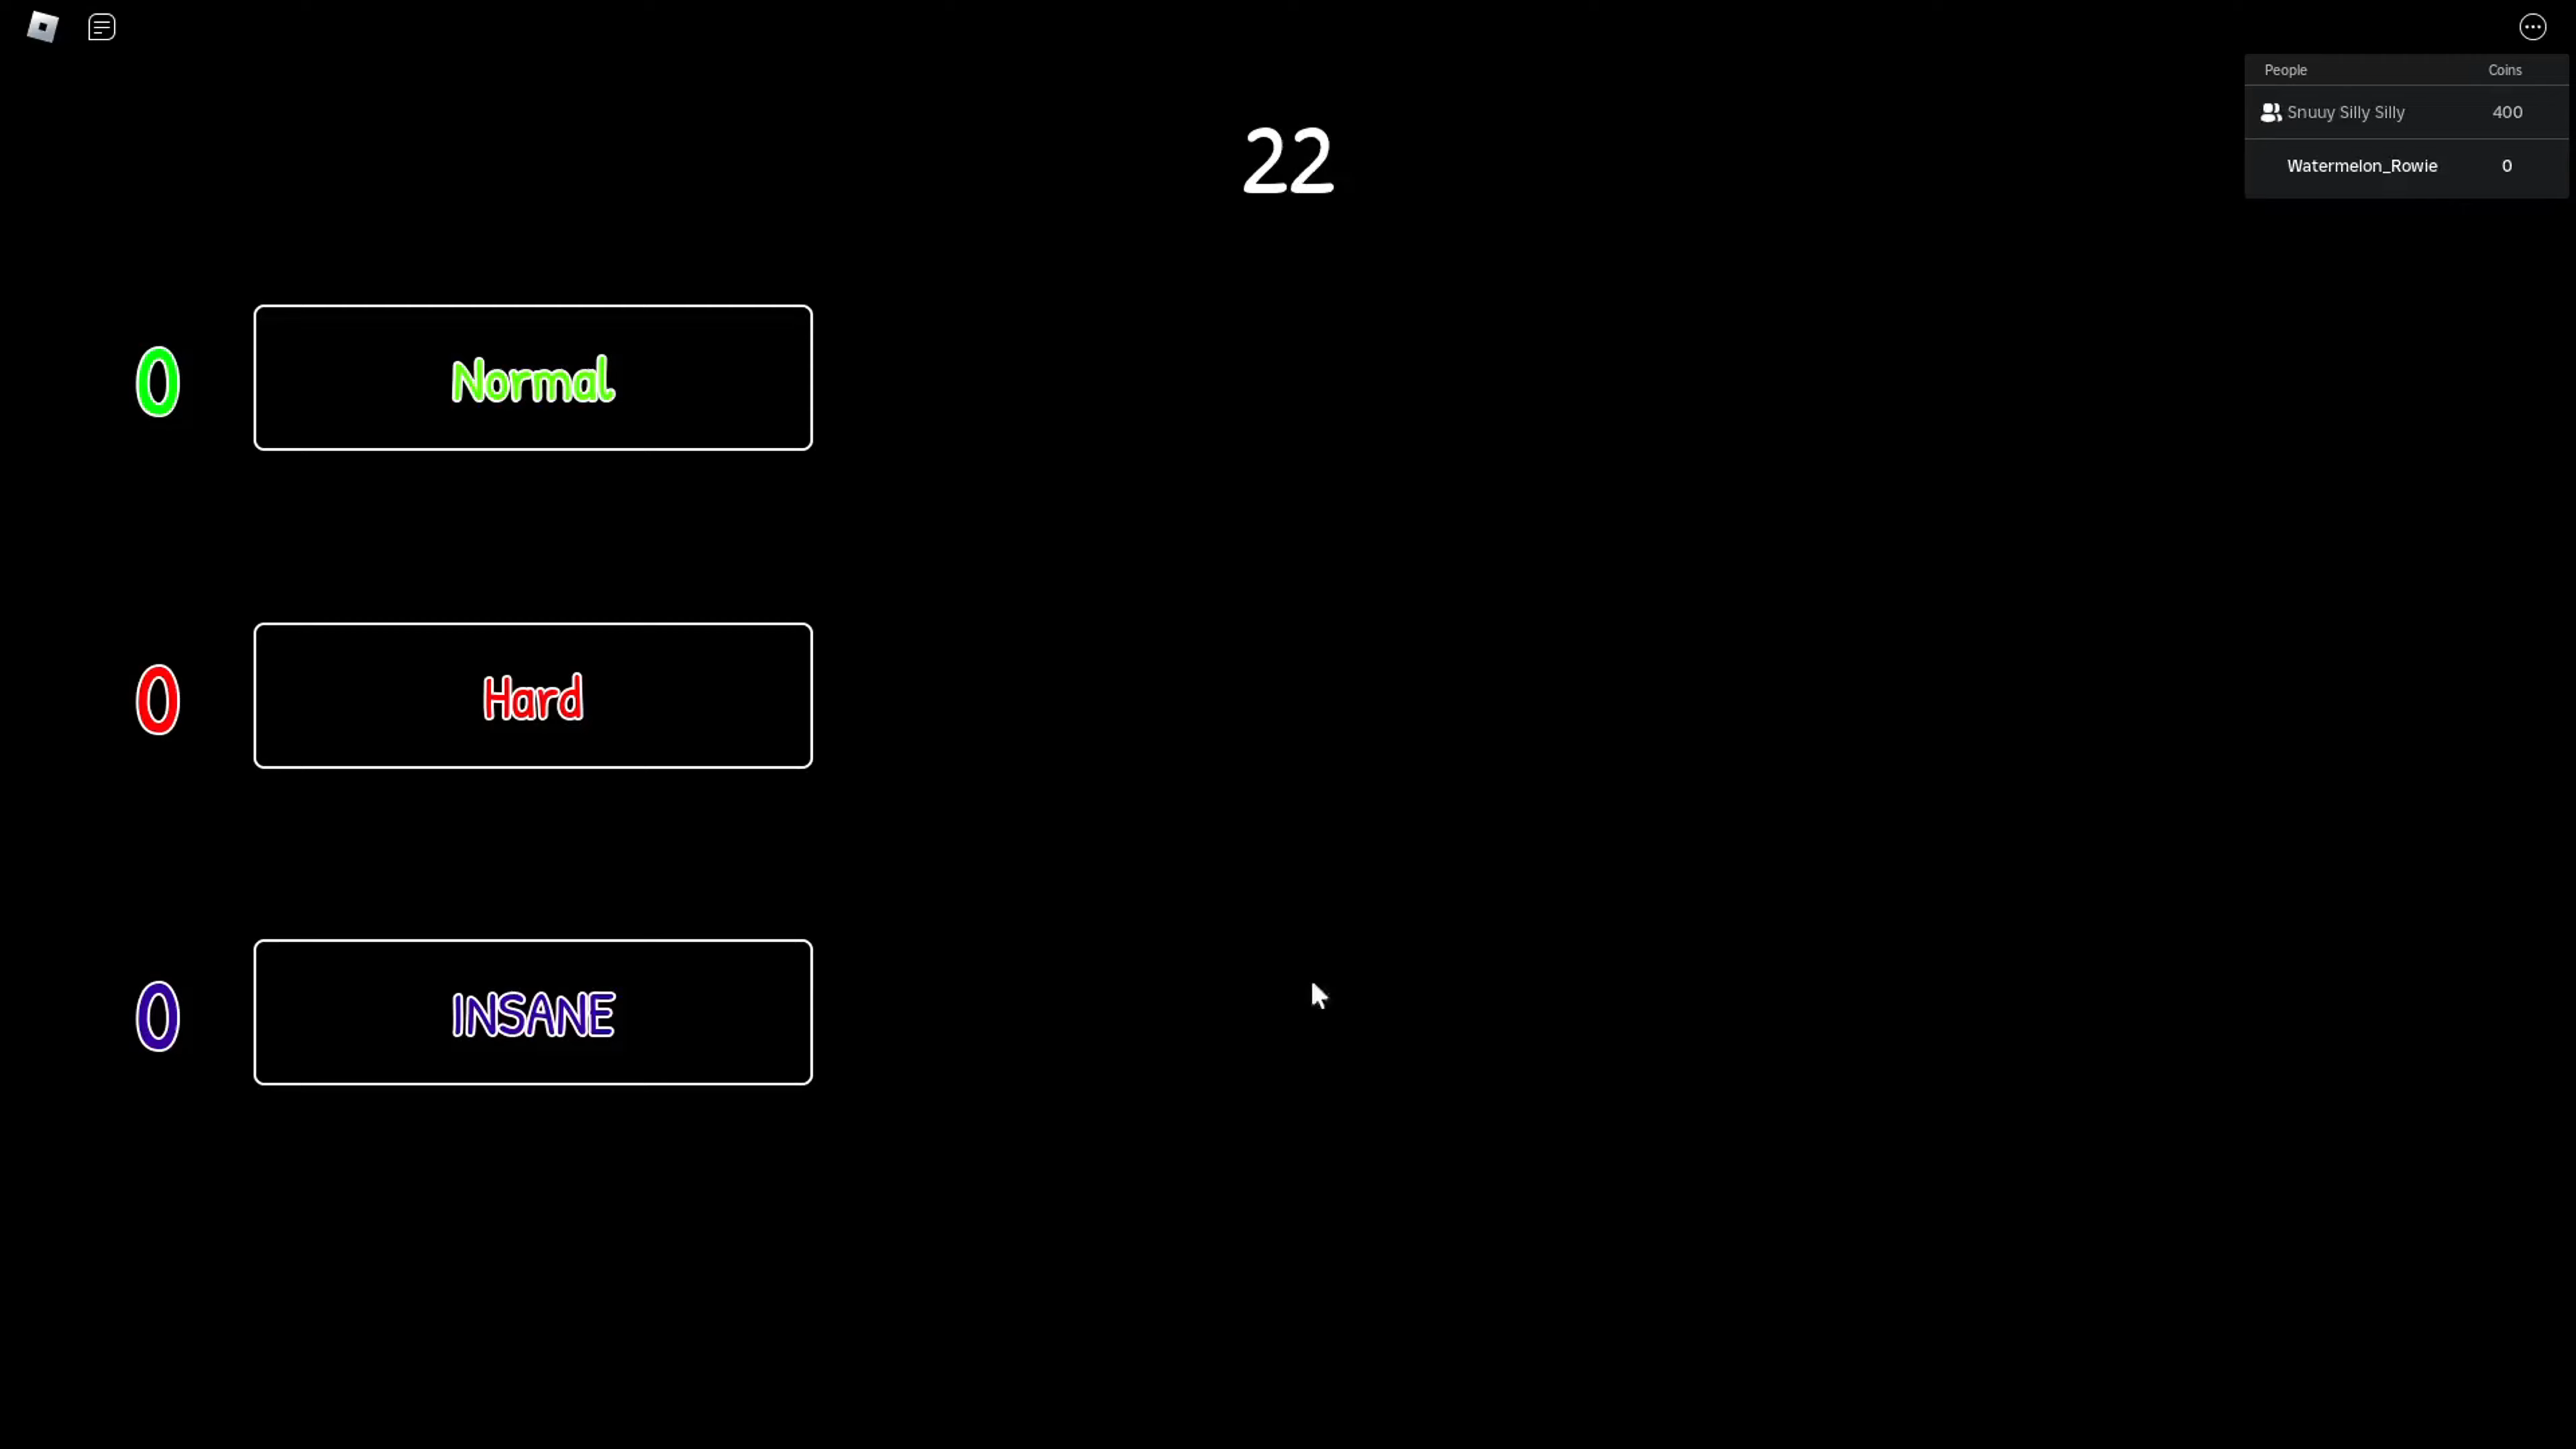 People Coins
Snuuy Silly Silly 400
Watermelon_Rowie 0
22
0 Normal
0 Hard
0 INSANE